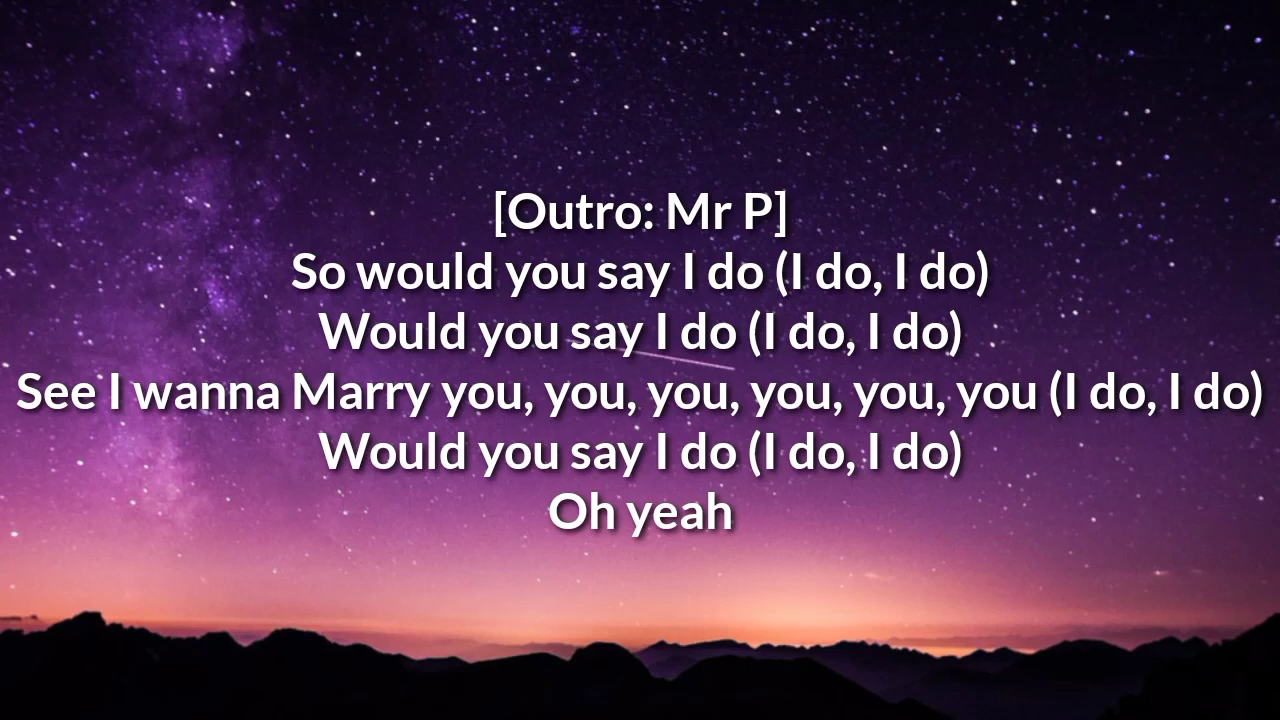 [Outro: Mr P]
So would you say I do (I do, I do)
Would you say I do (I do, I do)
See I wanna Marry you, you, you, you, you, you (I do, I do)
Would you say I do (I do, I do)
Oh yeah